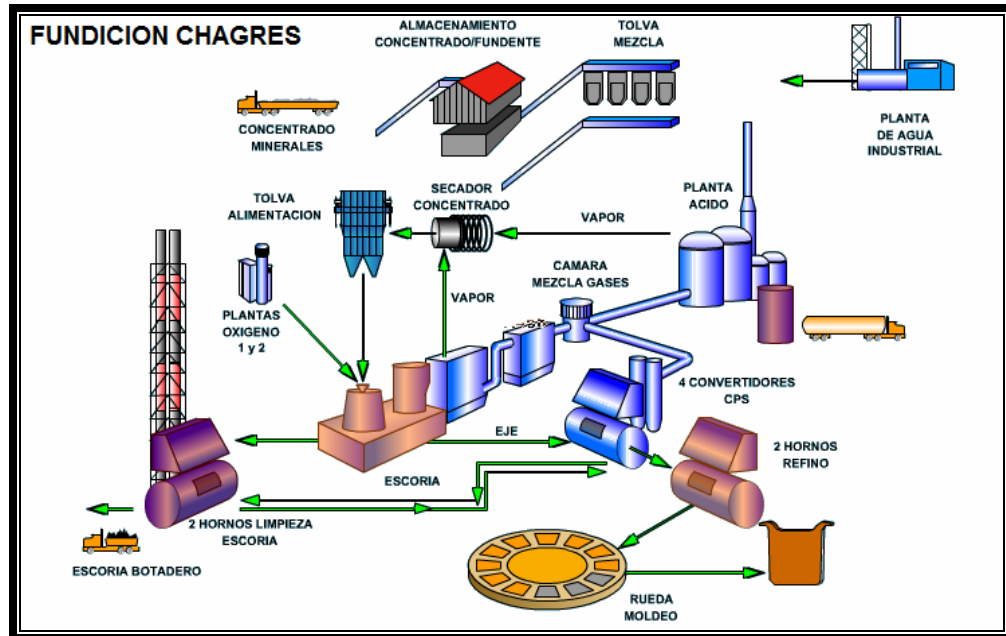 FUNDICION CHAGRES
ALMACENAMIENTO
CONCENTRADO/FUNDENTE
TOLVA
MEZCLA
CONCENTRADO
MINERALES
PLANTA
DE AGUA
INDUSTRIAL
TOLVA
ALIMENTACION
SECADOR
CONCENTRADO
VAPOR
PLANTA
ACIDO
PLANTAS
OXIGENO
1 y 2
VAPOR
CAMARA
MEZCLA GASES
4 CONVERTIDORES
CPS
EJE
2 HORNOS
REFINO
ESCORIA
2 HORNOS LIMPIEZA
ESCORIA
ESCORIA BOTADERO
RUEDA
MOLDEO